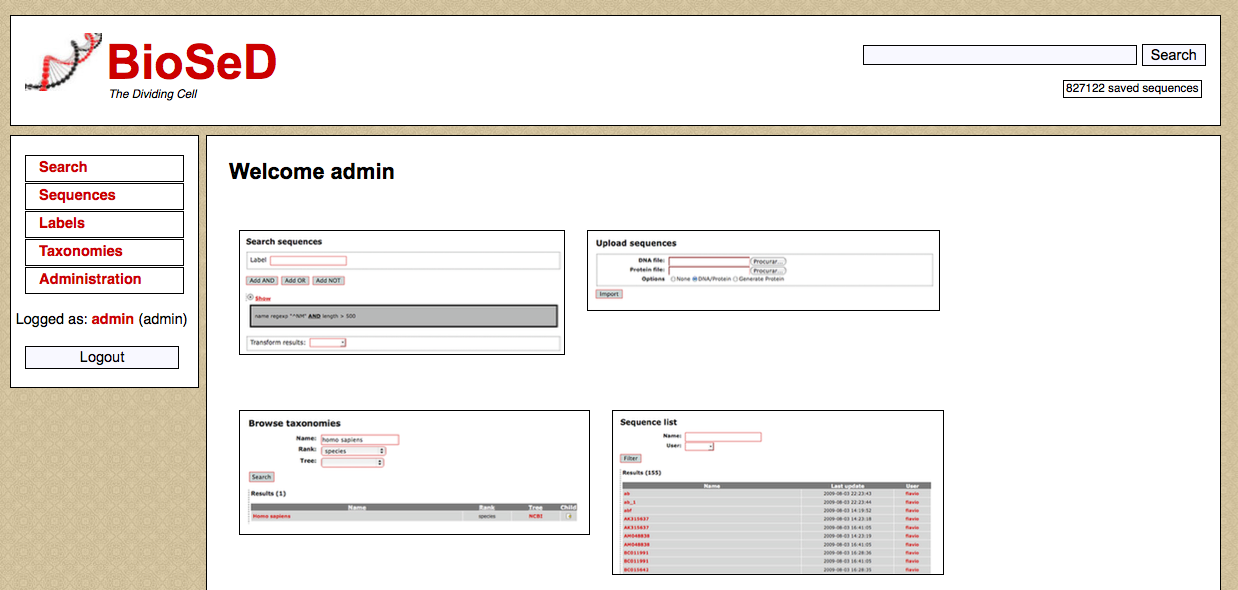 BioSeD
The Dividing Cell
Search
827122 saved sequences
Search
Sequences
Labels
Taxonomies
Administration
Logged as: admin (admin)
Logout
Welcome admin
Search sequences
Label
Add AND Add OR Add NOT
Show
name regexp "^NM" AND length > 500
Transform results:
Upload sequences
DNA file: Procurar...
Protein file: Procurar...
Options None DNA/Protein Generate Protein
Import
Browse taxonomies
Name: homo sapiens
Rank: species
Tree:
Search
Results (1)
Name Rank Tree Child
Homo sapiens species NCBI
Sequence list
Name:
User:
Filter
Results (155)
Name Last update User
ab 2009-08-03 22:23:43 flavio
ab_1 2009-08-03 22:23:44 flavio
abf 2009-08-03 14:19:52 flavio
AK315637 2009-08-03 14:23:18 flavio
AK315637 2009-08-03 16:41:05 flavio
AM048838 2009-08-03 14:23:19 flavio
AM048838 2009-08-03 16:41:05 flavio
BC011991 2009-08-03 16:28:36 flavio
BC011991 2009-08-03 16:41:05 flavio
BC015642 2009-08-03 16:28:35 flavio